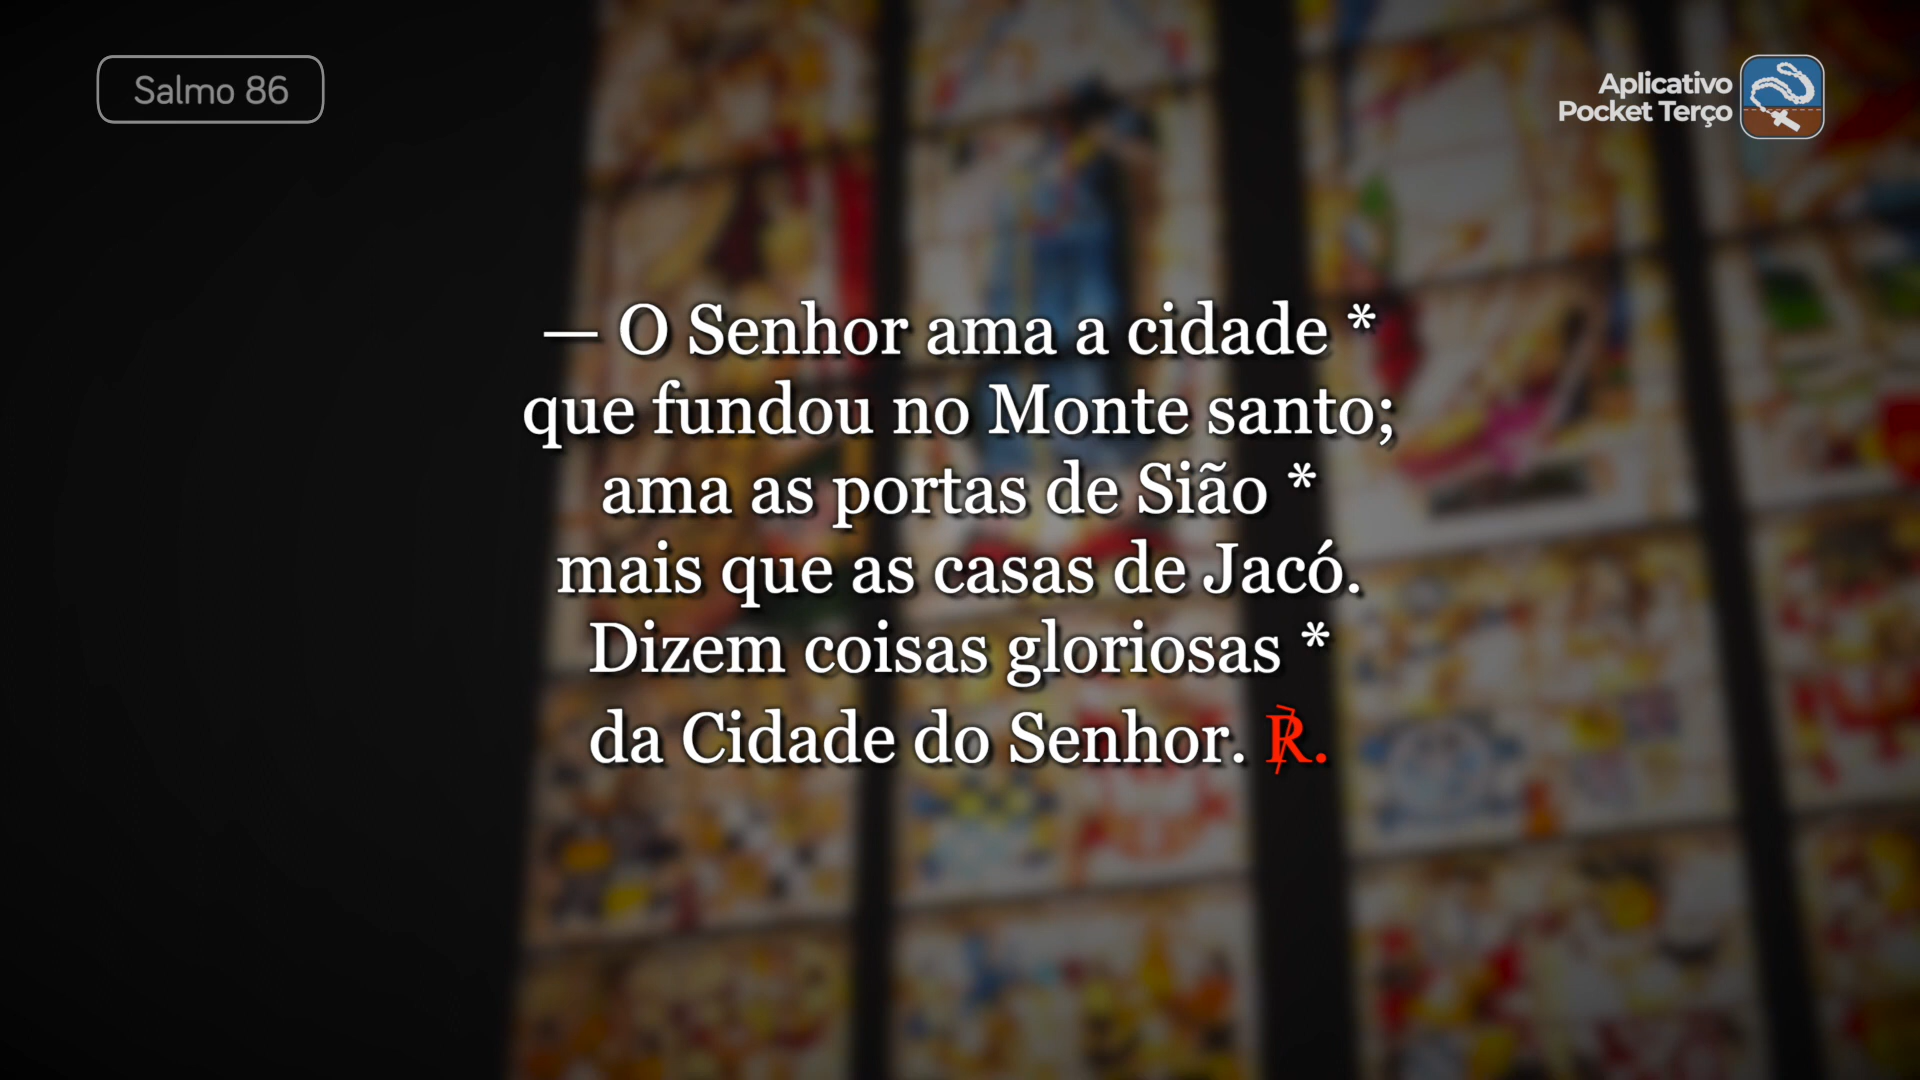 Salmo 86
Aplicativo
Pocket Terço
— O Senhor ama a cidade *
que fundou no Monte santo;
ama as portas de Sião *
mais que as casas de Jacó.
Dizem coisas gloriosas *
da Cidade do Senhor. ℟.